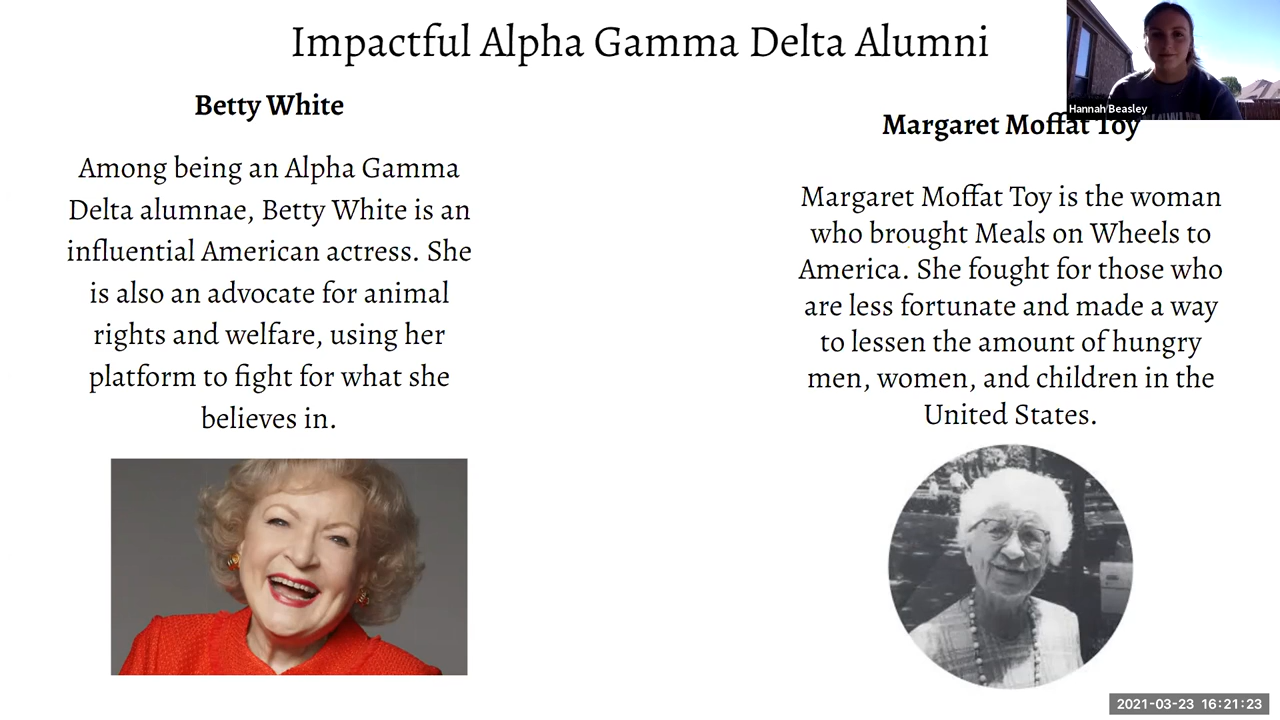 Impactful Alpha Gamma Delta Alumni
Hannah Beasley
Betty White
Among being an Alpha Gamma
Delta alumnae, Betty White is an
influential American actress. She
is also an advocate for animal
rights and welfare, using her
platform to fight for what she
believes in.
Margaret Moffat Toy
Margaret Moffat Toy is the woman
who brought Meals on Wheels to
America. She fought for those who
are less fortunate and made a way
to lessen the amount of hungry
men, women, and children in the
United States.
2021-03-23 16:21:23